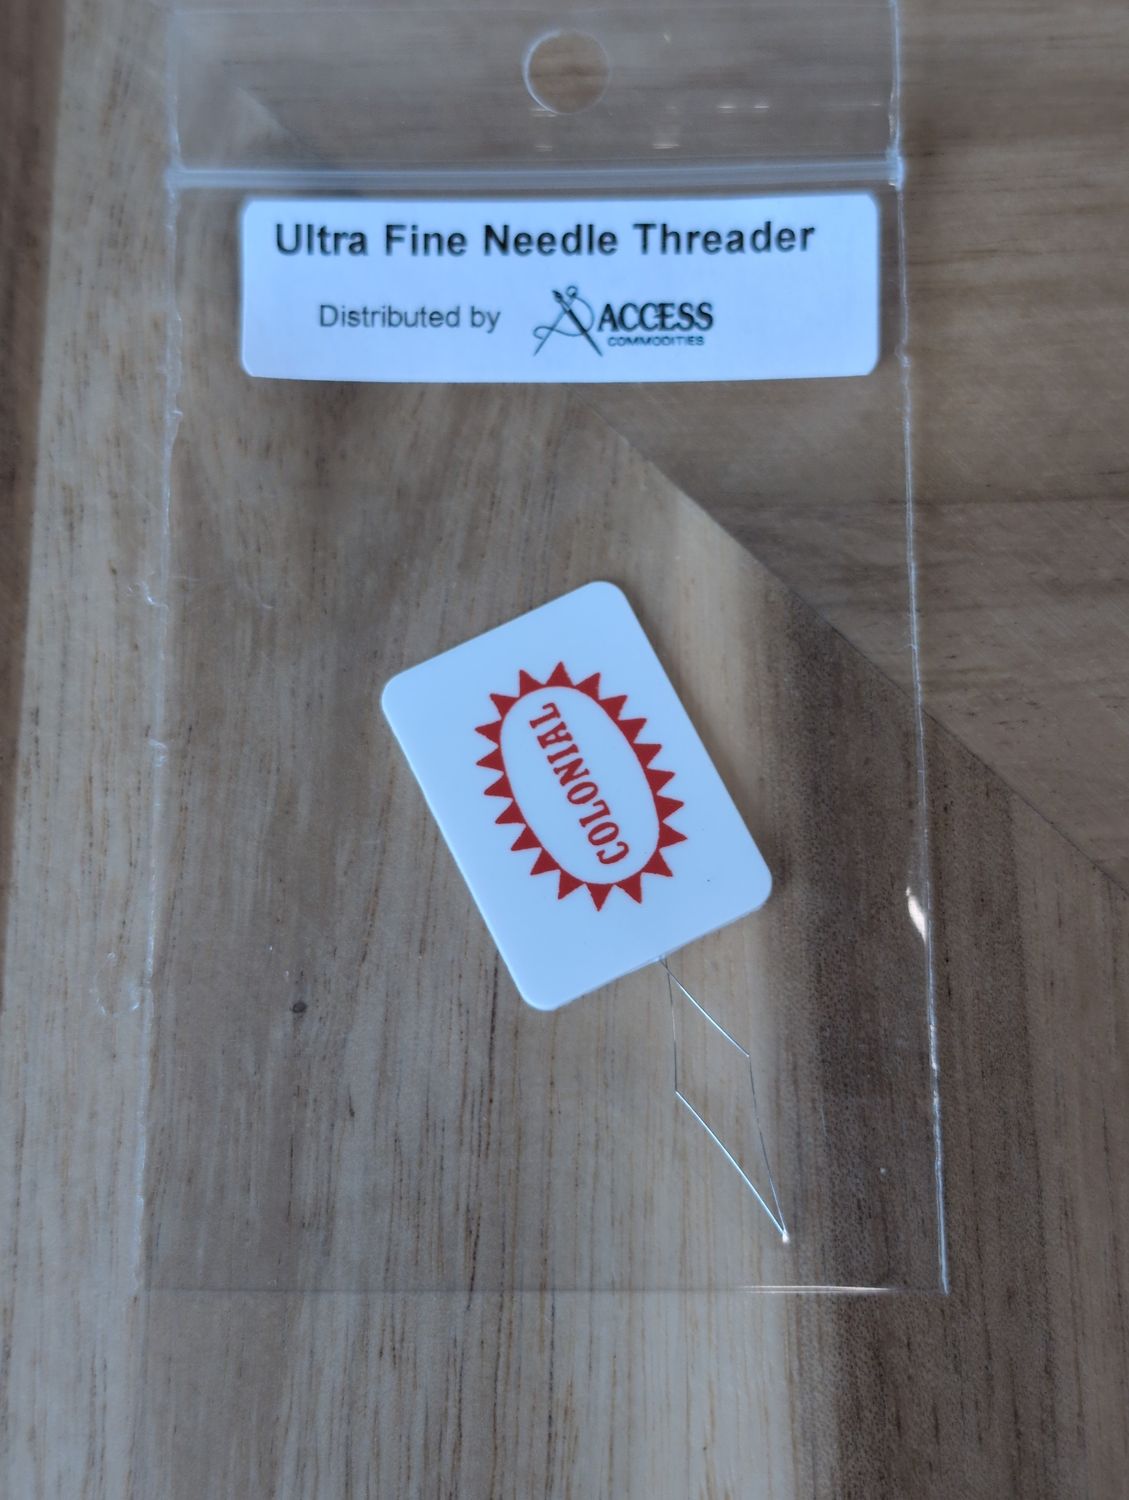 Ultra Fine Needle Threader
Distributed by ACCESS
COMMODITIES
COLONIAL